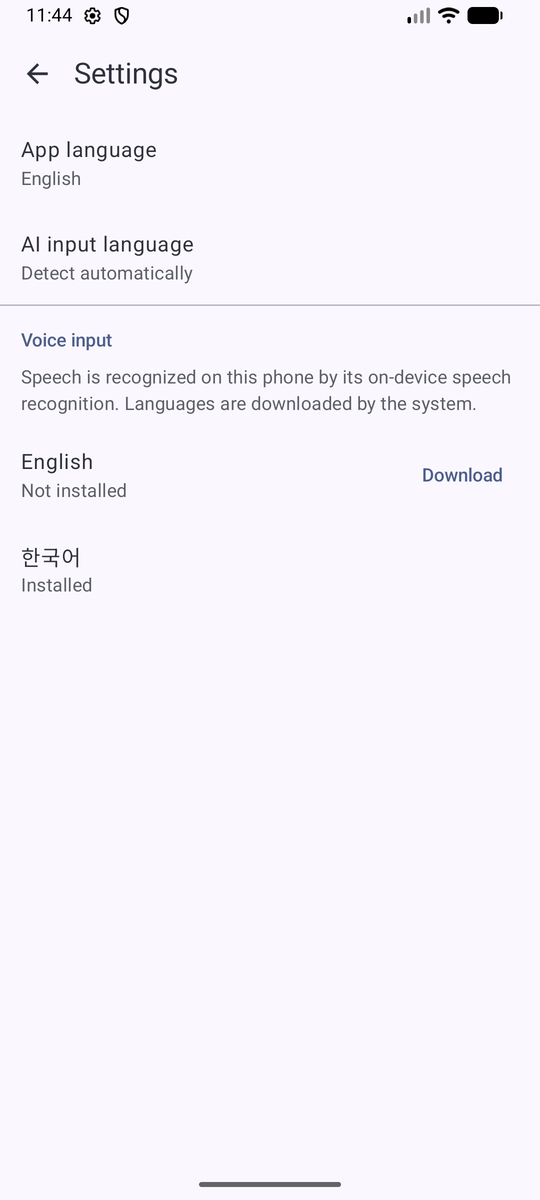 11:44
Settings
App language
English
AI input language
Detect automatically
Voice input
Speech is recognized on this phone by its on-device speech
recognition. Languages are downloaded by the system.
English
Not installed
Download
한국어
Installed